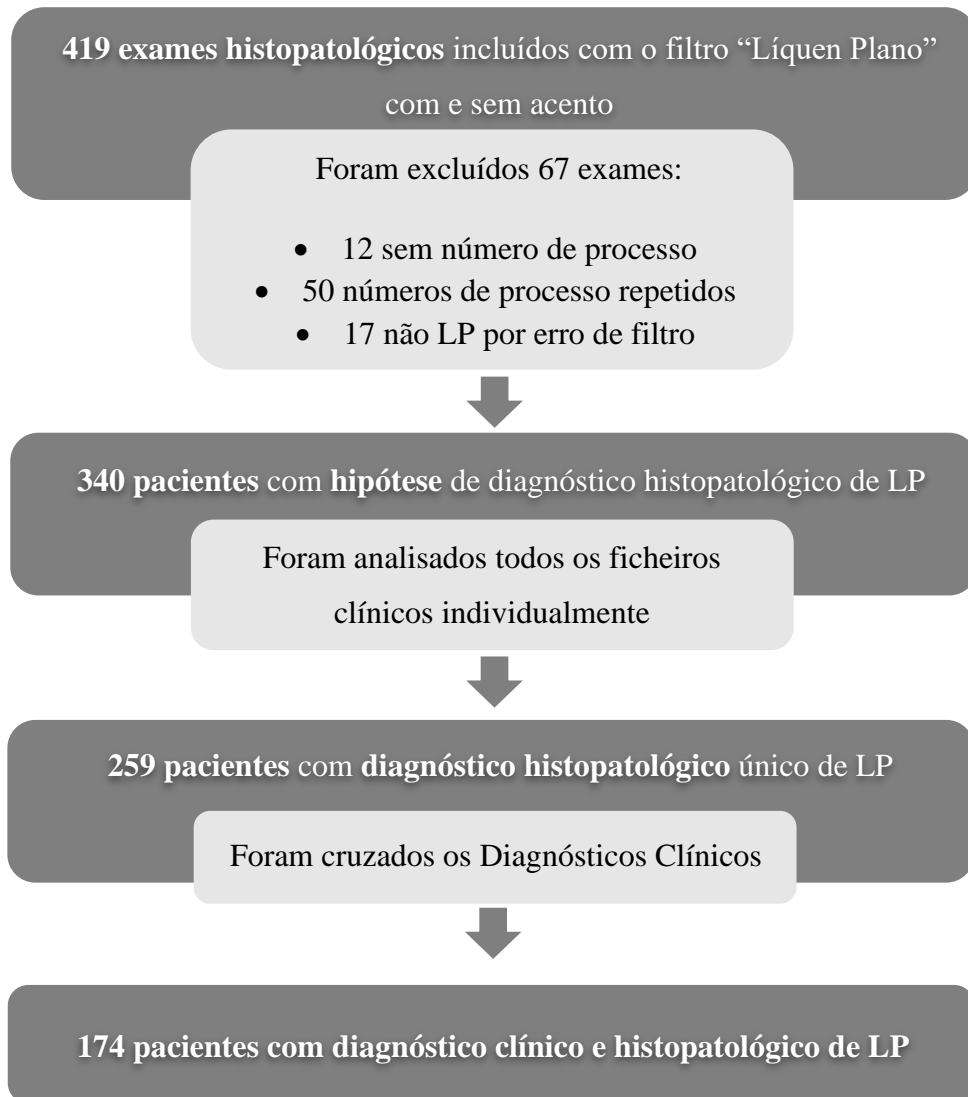 419 exames histopatológicos incluídos com o filtro “Líquen Plano”
com e sem acento
Foram excluídos 67 exames:
• 12 sem número de processo
• 50 números de processo repetidos
• 17 não LP por erro de filtro
340 pacientes com hipótese de diagnóstico histopatológico de LP
Foram analisados todos os ficheiros
clínicos individualmente
259 pacientes com diagnóstico histopatológico único de LP
Foram cruzados os Diagnósticos Clínicos
174 pacientes com diagnóstico clínico e histopatológico de LP